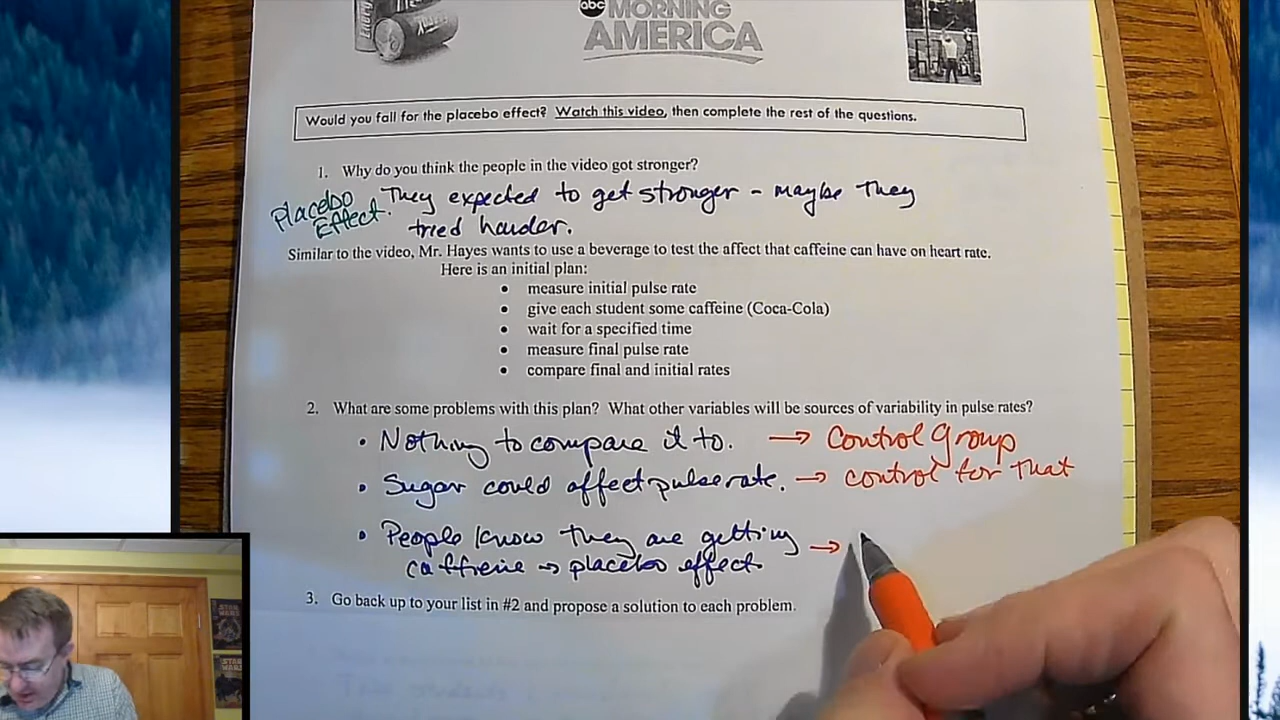 abc
MORNING
AMERICA
Would you fall for the placebo effect? Watch this video, then complete the rest of the questions.
1. Why do you think the people in the video got stronger?
Placebo Effect. They expected to get stronger - maybe they
tried harder.
Similar to the video, Mr. Hayes wants to use a beverage to test the affect that caffeine can have on heart rate.
Here is an initial plan:
• measure initial pulse rate
• give each student some caffeine (Coca-Cola)
• wait for a specified time
• measure final pulse rate
• compare final and initial rates
2. What are some problems with this plan? What other variables will be sources of variability in pulse rates?
• Nothing to compare it to. → Control Group
• Sugar could affect pulse rate. → control for that
• People know they are getting →
caffeine → placebo effect
3. Go back up to your list in #2 and propose a solution to each problem.
STAR WARS
STAR WARS